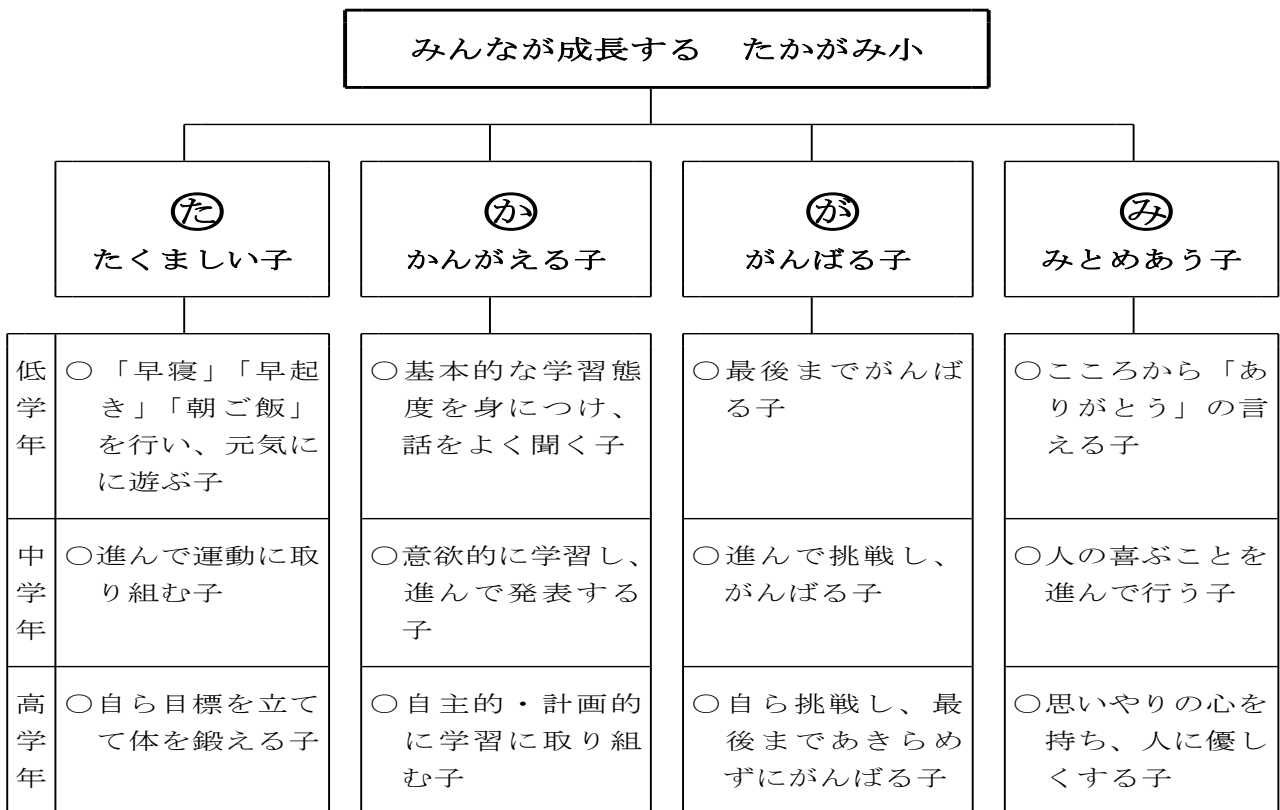 みんなが成長する　たかがみ小
た
たくましい子
か
かんがえる子
が
がんばる子
み
みとめあう子
低学年
○「早寝」「早起
き」「朝ご飯」
を行い、元気に
に遊ぶ子
○基本的な学習態
度を身につけ、
話をよく聞く子
○最後までがんば
る子
○こころから「あ
りがとう」の言
える子
中学年
○進んで運動に取
り組む子
○意欲的に学習し、
進んで発表する
子
○進んで挑戦し、
がんばる子
○人の喜ぶことを
進んで行う子
高学年
○自ら目標を立て
て体を鍛える子
○自主的・計画的
に学習に取り組
む子
○自ら挑戦し、最
後まであきらめ
ずにがんばる子
○思いやりの心を
持ち、人に優し
くする子